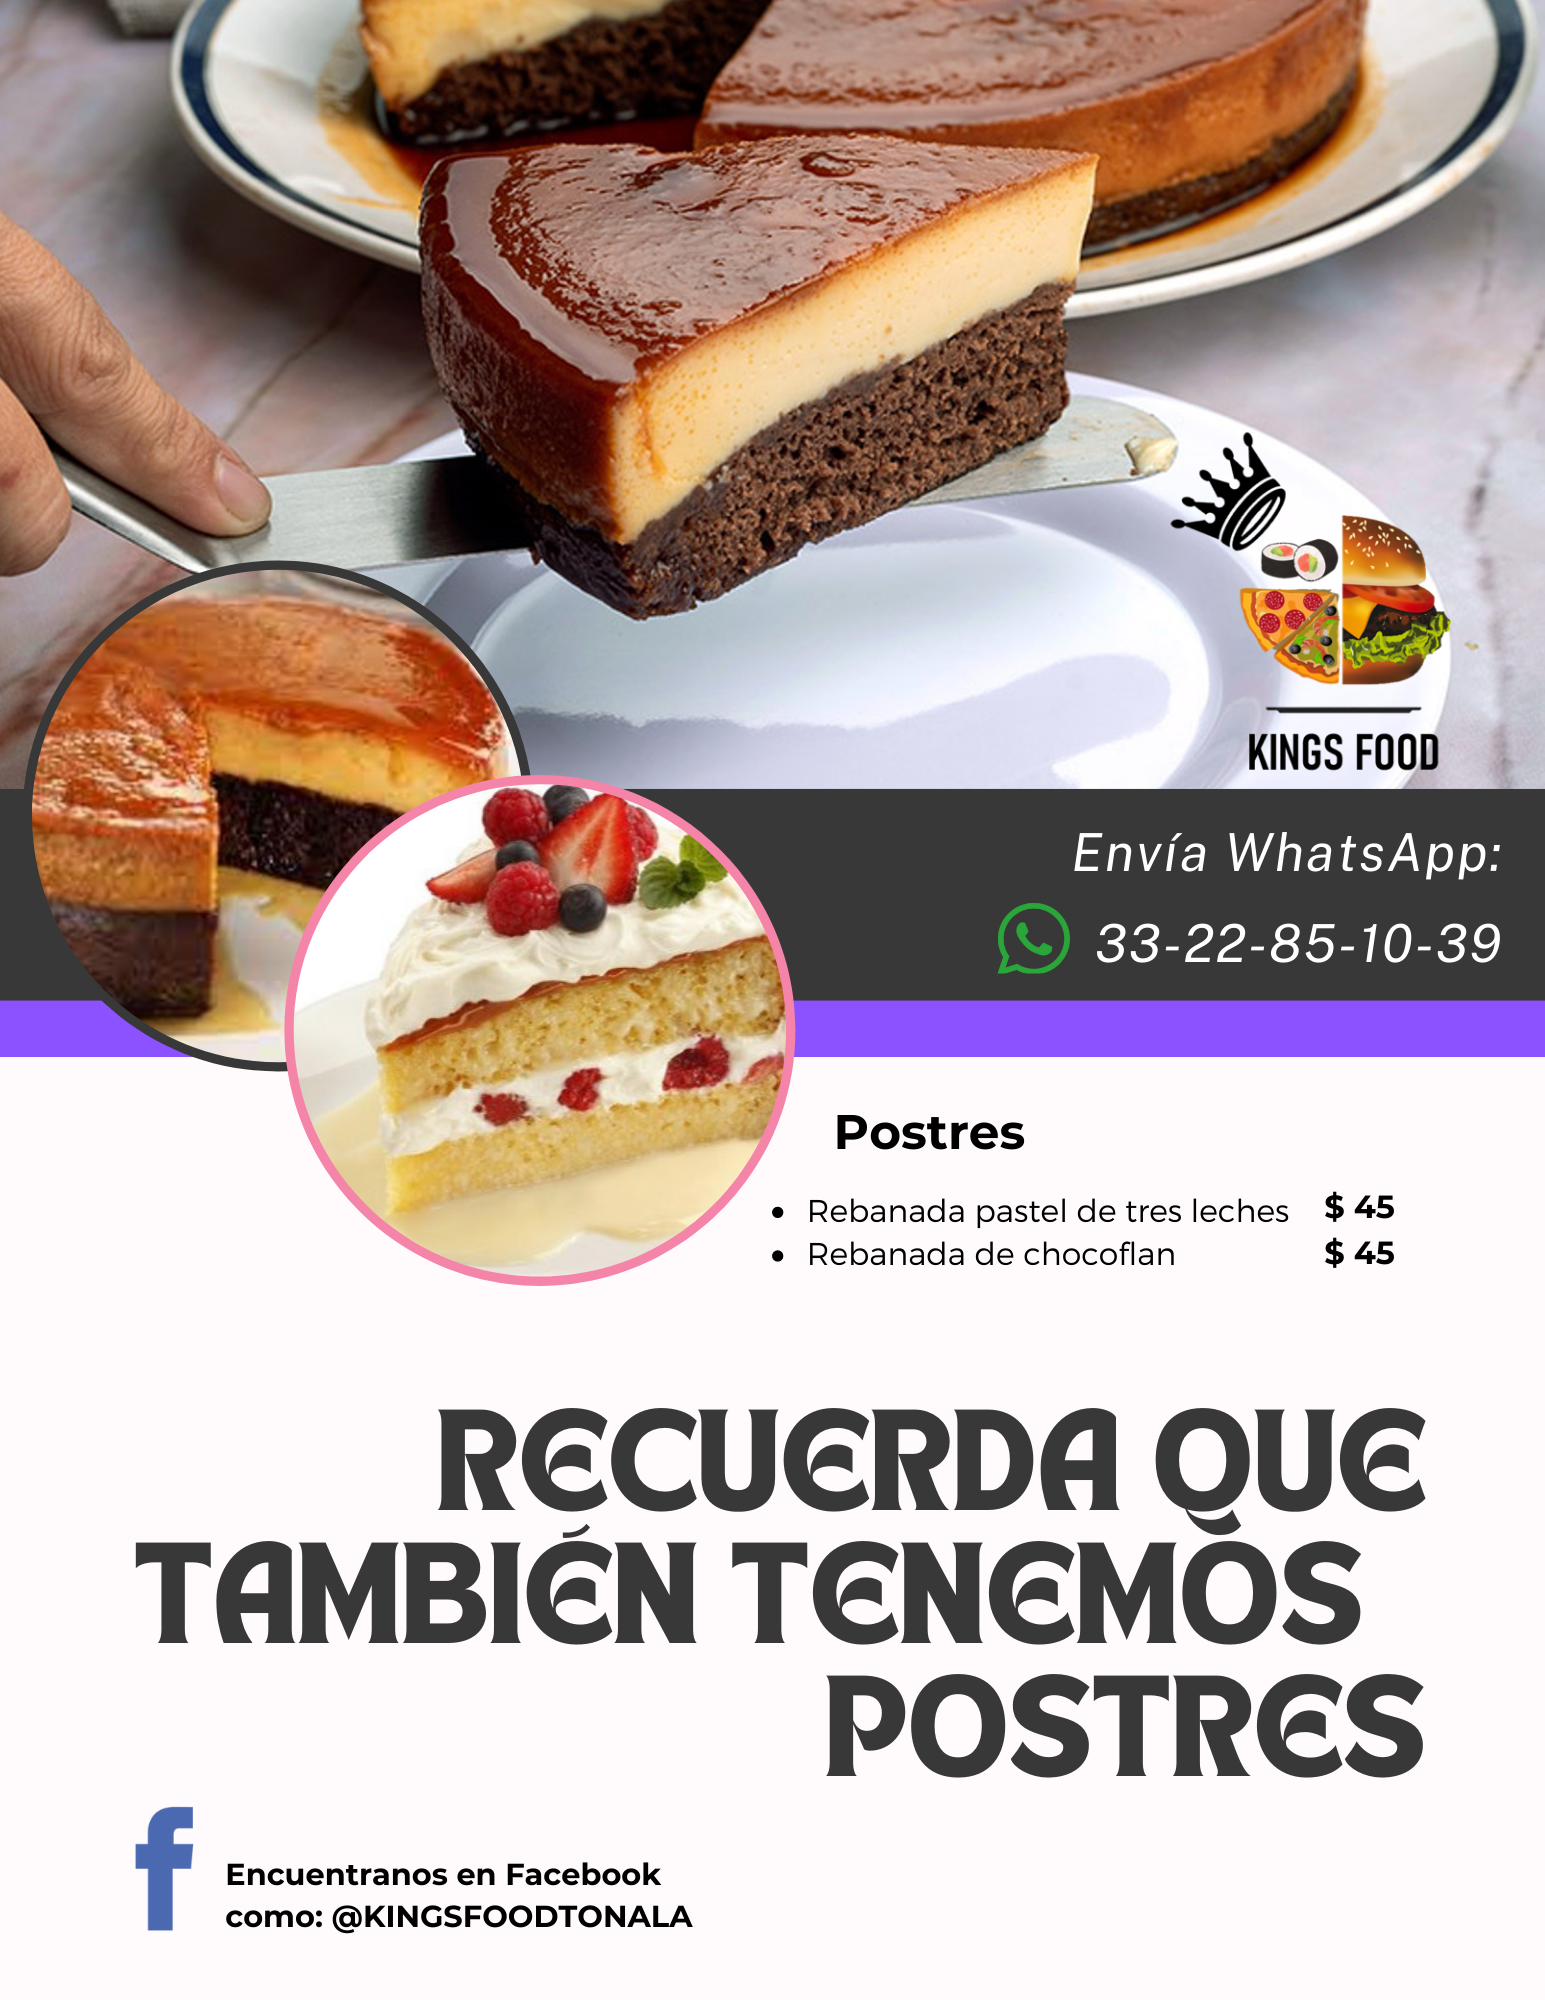 KINGS FOOD
Envía WhatsApp:
33-22-85-10-39
Postres
• Rebanada pastel de tres leches $ 45
• Rebanada de chocoflan $ 45
RECUERDA QUE
TAMBIÉN TENEMOS
POSTRES
f
Encuentranos en Facebook
como: @KINGSFOODTONALA